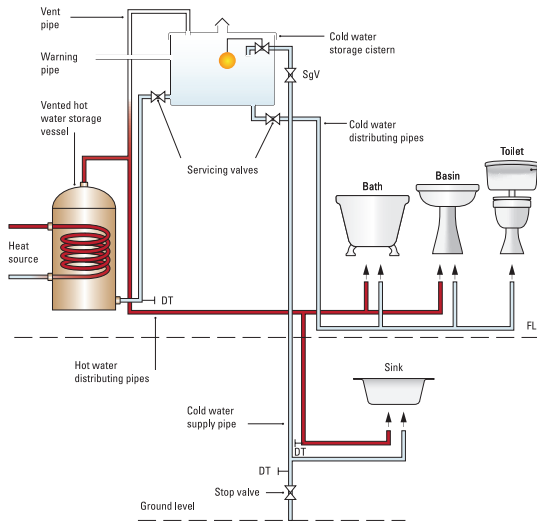 Vent
pipe
Cold water
storage cistern
Warning
pipe
SgV
Vented hot
water storage
vessel
Cold water
distributing pipes
Servicing valves
Toilet
Basin
Bath
Heat
source
DT
FL
Hot water
distributing pipes
Sink
Cold water
supply pipe
DT
DT
Stop valve
Ground level